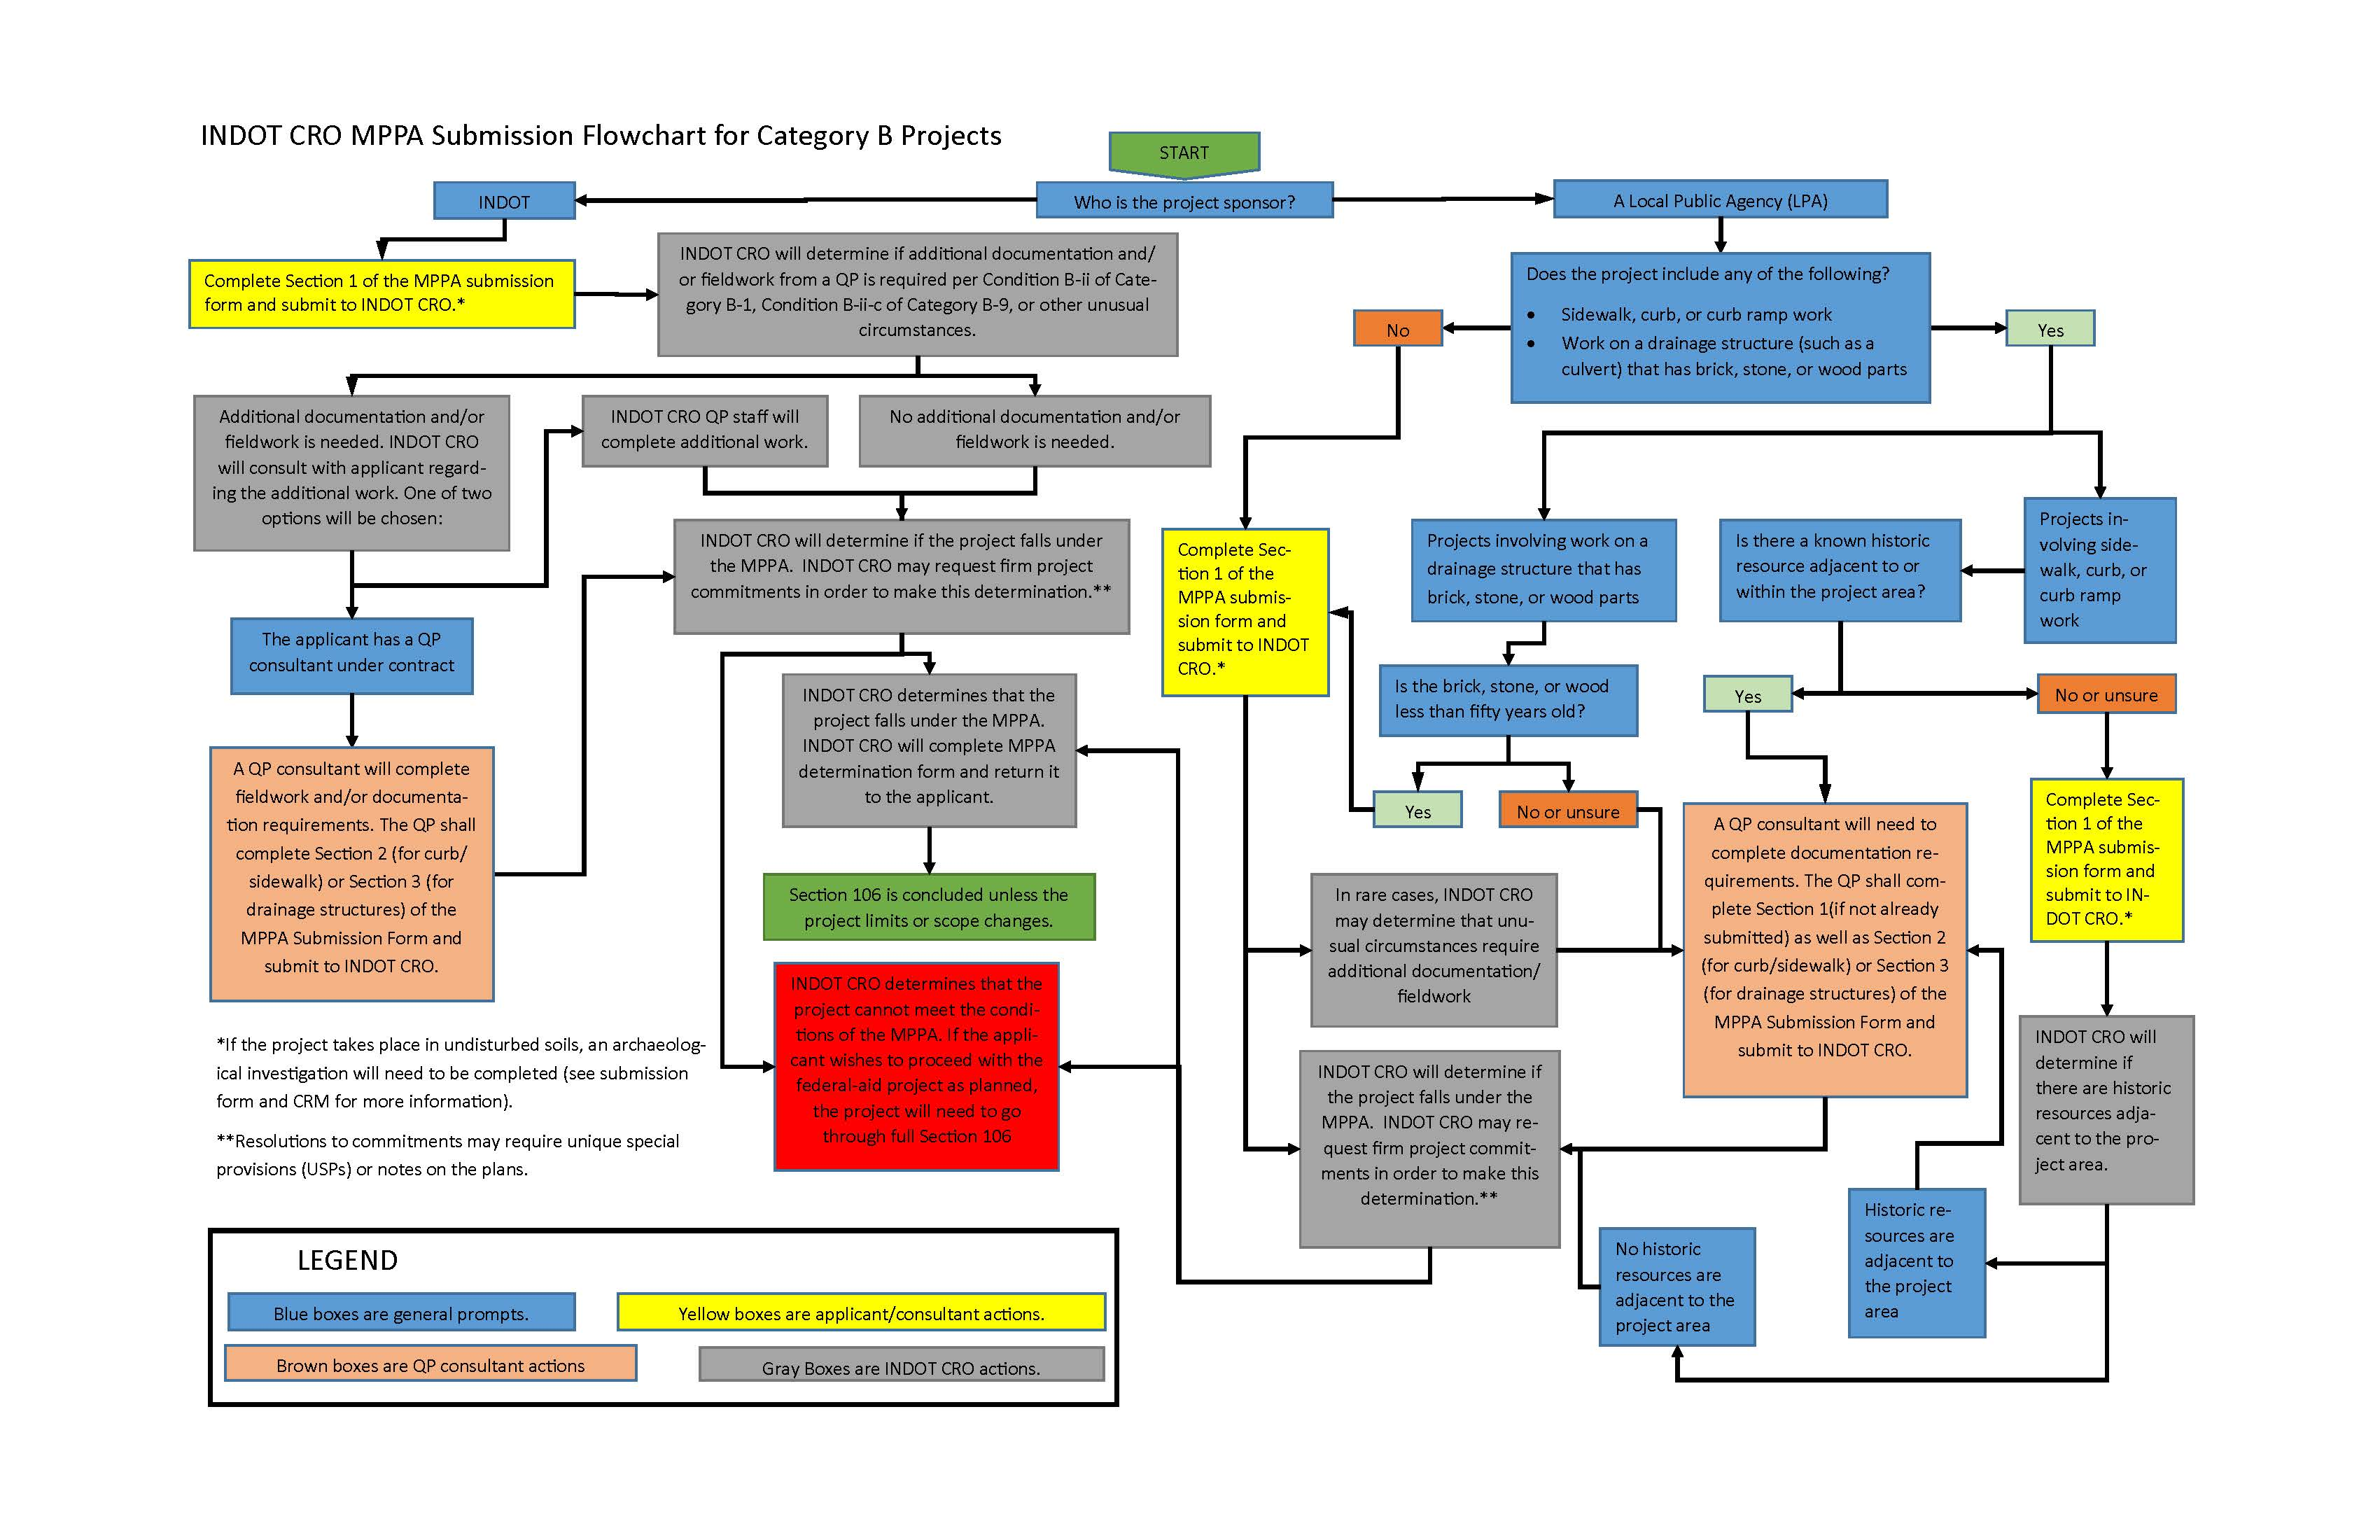 INDOT CRO MPPA Submission Flowchart for Category B Projects
START
Who is the project sponsor?
INDOT
A Local Public Agency (LPA)
Complete Section 1 of the MPPA submission
form and submit to INDOT CRO.*
INDOT CRO will determine if additional documentation and/
or fieldwork from a QP is required per Condition B-ii of Cate-
gory B-1, Condition B-ii-c of Category B-9, or other unusual
circumstances.
Additional documentation and/or
fieldwork is needed. INDOT CRO
will consult with applicant regard-
ing the additional work. One of two
options will be chosen:
INDOT CRO QP staff will
complete additional work.
No additional documentation and/or
fieldwork is needed.
INDOT CRO will determine if the project falls under
the MPPA.  INDOT CRO may request firm project
commitments in order to make this determination.**
The applicant has a QP
consultant under contract
A QP consultant will complete
fieldwork and/or documenta-
tion requirements. The QP shall
complete Section 2 (for curb/
sidewalk) or Section 3 (for
drainage structures) of the
MPPA Submission Form and
submit to INDOT CRO.
INDOT CRO determines that the
project falls under the MPPA.
INDOT CRO will complete MPPA
determination form and return it
to the applicant.
Section 106 is concluded unless the
project limits or scope changes.
INDOT CRO determines that the
project cannot meet the condi-
tions of the MPPA. If the appli-
cant wishes to proceed with the
federal-aid project as planned,
the project will need to go
through full Section 106
*If the project takes place in undisturbed soils, an archaeolog-
ical investigation will need to be completed (see submission
form and CRM for more information).
**Resolutions to commitments may require unique special
provisions (USPs) or notes on the plans.
Does the project include any of the following?
• Sidewalk, curb, or curb ramp work
• Work on a drainage structure (such as a
culvert) that has brick, stone, or wood parts
No
Yes
Complete Sec-
tion 1 of the
MPPA submis-
sion form and
submit to INDOT
CRO.*
Projects involving work on a
drainage structure that has
brick, stone, or wood parts
Is there a known historic
resource adjacent to or
within the project area?
Projects in-
volving side-
walk, curb, or
curb ramp
work
Is the brick, stone, or wood
less than fifty years old?
Yes
No or unsure
Yes
No or unsure
In rare cases, INDOT CRO
may determine that unu-
sual circumstances require
additional documentation/
fieldwork
A QP consultant will need to
complete documentation re-
quirements. The QP shall com-
plete Section 1(if not already
submitted) as well as Section 2
(for curb/sidewalk) or Section 3
(for drainage structures) of the
MPPA Submission Form and
submit to INDOT CRO.
Complete Sec-
tion 1 of the
MPPA submis-
sion form and
submit to IN-
DOT CRO.*
INDOT CRO will determine if
the project falls under the
MPPA.  INDOT CRO may re-
quest firm project commit-
ments in order to make this
determination.**
INDOT CRO will
determine if
there are historic
resources adja-
cent to the pro-
ject area.
No historic
resources are
adjacent to the
project area
Historic re-
sources are
adjacent to
the project
area
LEGEND
Blue boxes are general prompts.
Yellow boxes are applicant/consultant actions.
Brown boxes are QP consultant actions
Gray Boxes are INDOT CRO actions.